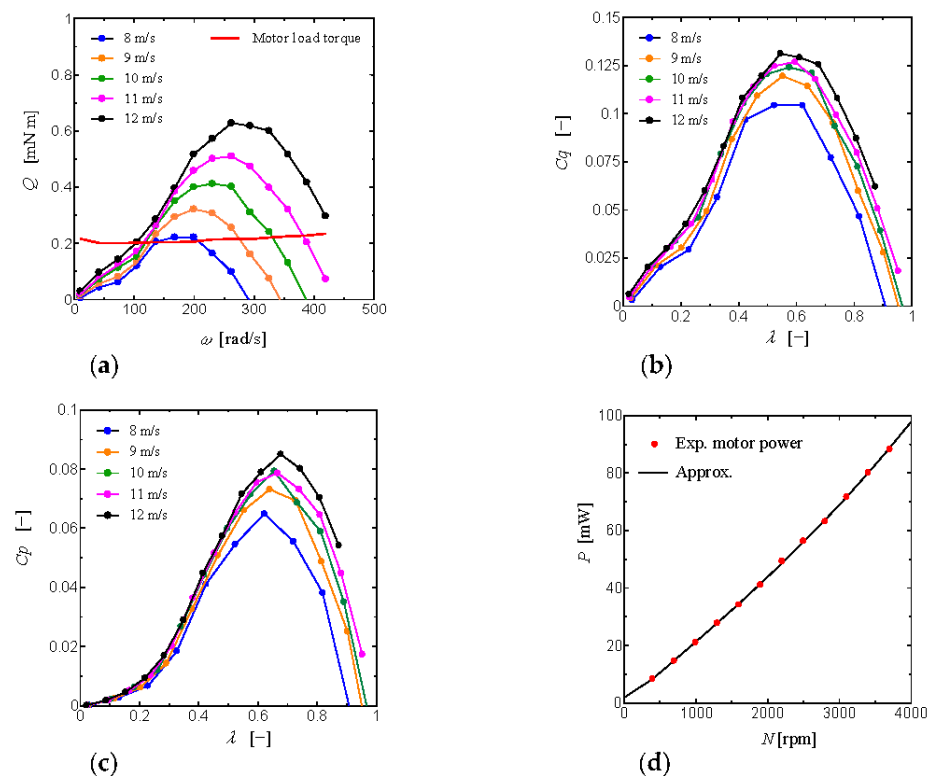 1
0.8
0.6
0.4
0.2
0
Q [mN m]
8 m/s
9 m/s
10 m/s
11 m/s
12 m/s
Motor load torque
0 100 200 300 400 500
ω [rad/s]
(a)
0.15
0.125
0.1
0.075
0.05
0.025
0
Cq [−]
8 m/s
9 m/s
10 m/s
11 m/s
12 m/s
0 0.2 0.4 0.6 0.8 1
λ [−]
(b)
0.1
0.08
0.06
0.04
0.02
0
Cp [−]
8 m/s
9 m/s
10 m/s
11 m/s
12 m/s
0 0.2 0.4 0.6 0.8 1
λ [−]
(c)
100
80
60
40
20
0
P [mW]
Exp. motor power
Approx.
0 1000 2000 3000 4000
N [rpm]
(d)